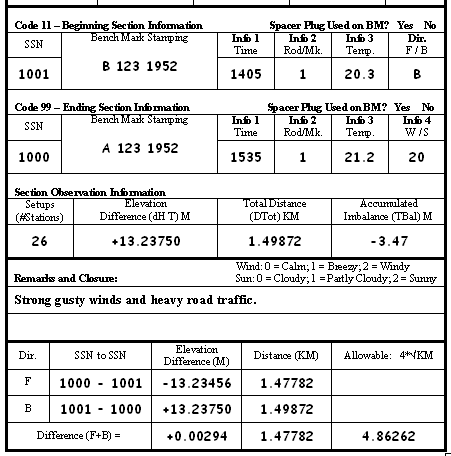 Code 11 – Beginning Section Information Spacer Plug Used on BM? Yes No
SSN Bench Mark Stamping Info 1 Time Info 2 Rod/Mk. Info 3 Temp. Dir. F / B
1001 B 123 1952 1405 1 20.3 B
Code 99 – Ending Section Information Spacer Plug Used on BM? Yes No
SSN Bench Mark Stamping Info 1 Time Info 2 Rod/Mk. Info 3 Temp. Info 4 W / S
1000 A 123 1952 1535 1 21.2 20
Section Observation Information
Setups (#Stations) Elevation Difference (dH T) M Total Distance (DTot) KM Accumulated Imbalance (TBal) M
26 +13.23750 1.49872 -3.47
Wind: 0 = Calm; 1 = Breezy; 2 = Windy
Remarks and Closure: Sun: 0 = Cloudy; 1 = Partly Cloudy; 2 = Sunny
Strong gusty winds and heavy road traffic.
Dir. SSN to SSN Elevation Difference (M) Distance (KM) Allowable: 4*√KM
F 1000 - 1001 -13.23456 1.47782
B 1001 - 1000 +13.23750 1.49872
Difference (F+B) = +0.00294 1.47782 4.86262